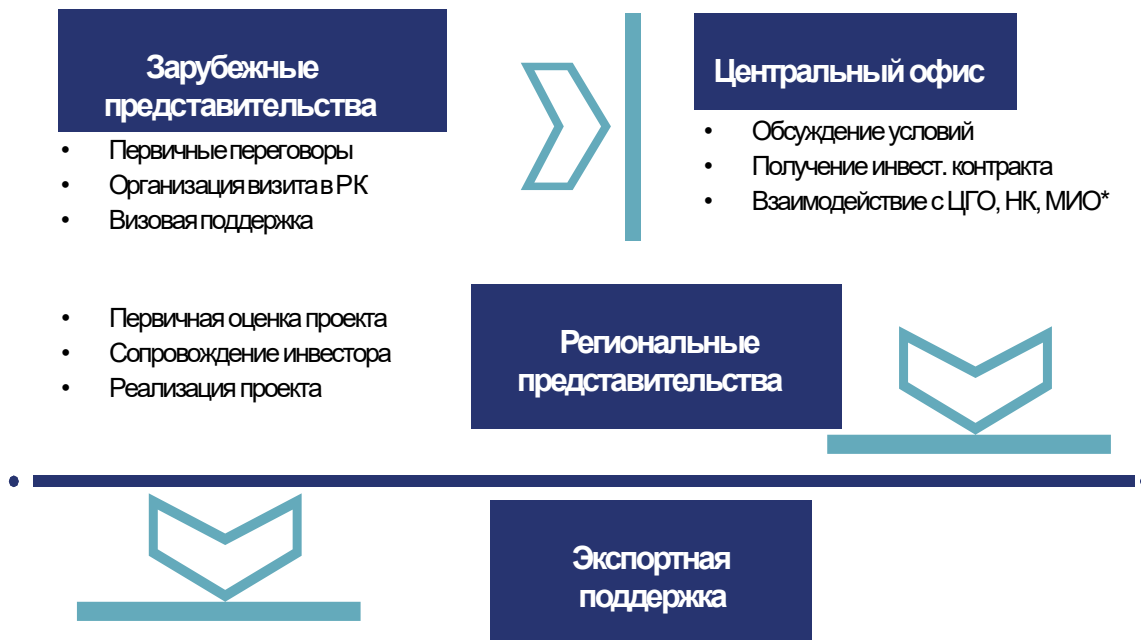 Зарубежные
представительства
• Первичные переговоры
• Организация визита в РК
• Визовая поддержка
Центральный офис
• Обсуждение условий
• Получение инвест. контракта
• Взаимодействие с ЦГО, НК, МИО*
• Первичная оценка проекта
• Сопровождение инвестора
• Реализация проекта
Региональные
представительства
Экспортная
поддержка